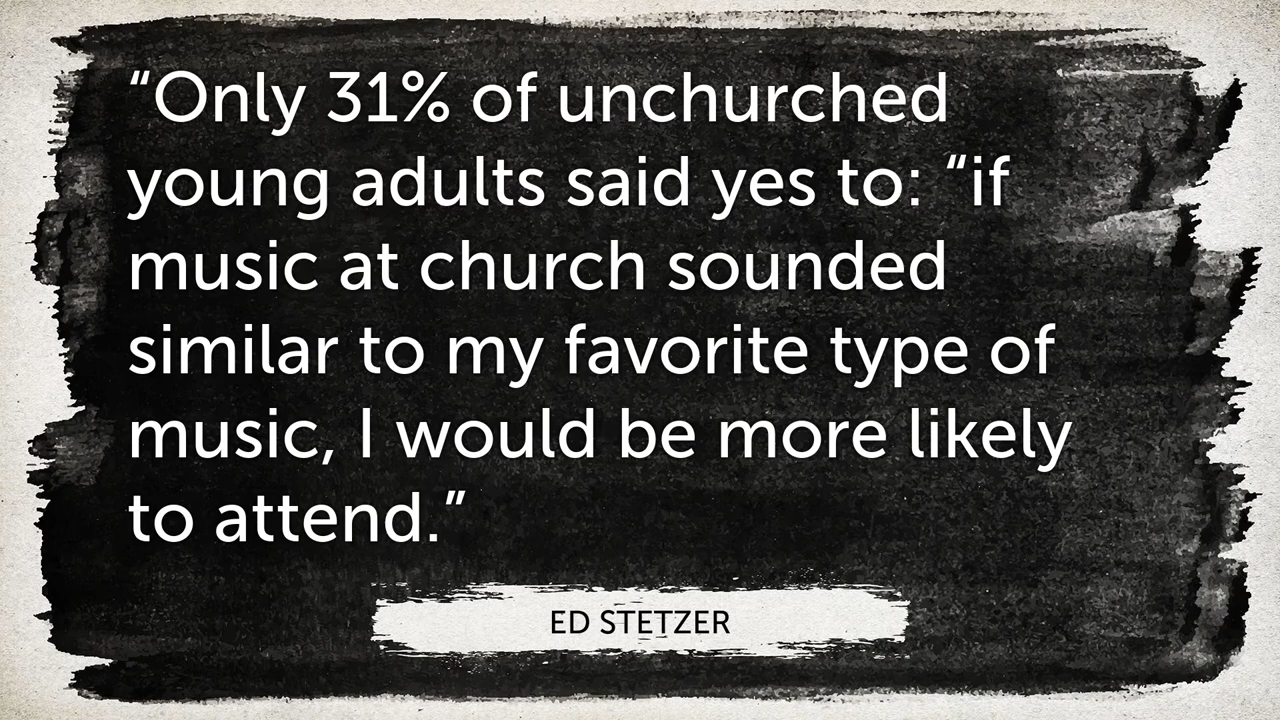 “Only 31% of unchurched
young adults said yes to: “if
music at church sounded
similar to my favorite type of
music, I would be more likely
to attend.”
ED STETZER